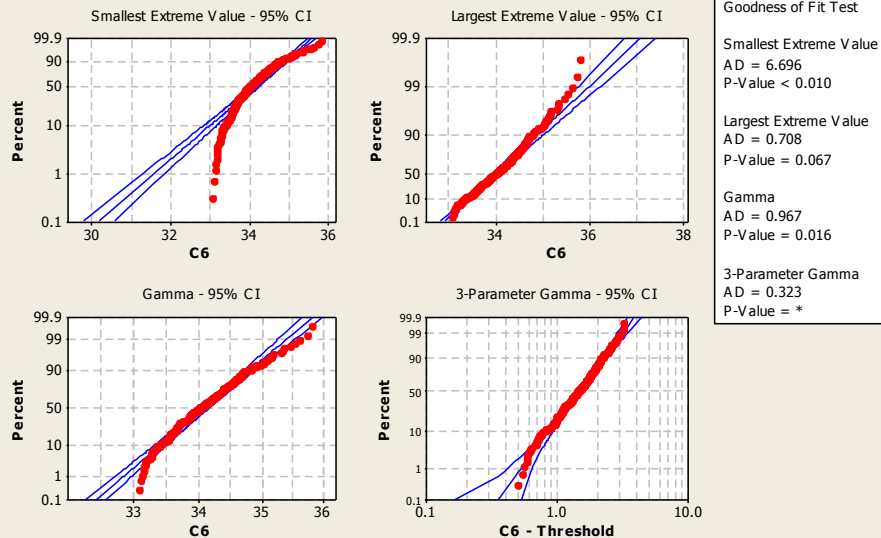 Smallest Extreme Value - 95% CI
99.9
90
50
10
1
0.1
Percent
30
32
34
36
C6
Largest Extreme Value - 95% CI
99.9
99
90
50
10
0.1
Percent
34
36
38
C6
Gamma - 95% CI
99.9
99
90
50
10
1
0.1
Percent
33
34
35
36
C6
3-Parameter Gamma - 95% CI
99.9
99
90
50
10
1
0.1
Percent
0.1
1.0
10.0
C6 - Threshold
Goodness of Fit Test
Smallest Extreme Value
AD = 6.696
P-Value < 0.010
Largest Extreme Value
AD = 0.708
P-Value = 0.067
Gamma
AD = 0.967
P-Value = 0.016
3-Parameter Gamma
AD = 0.323
P-Value = *